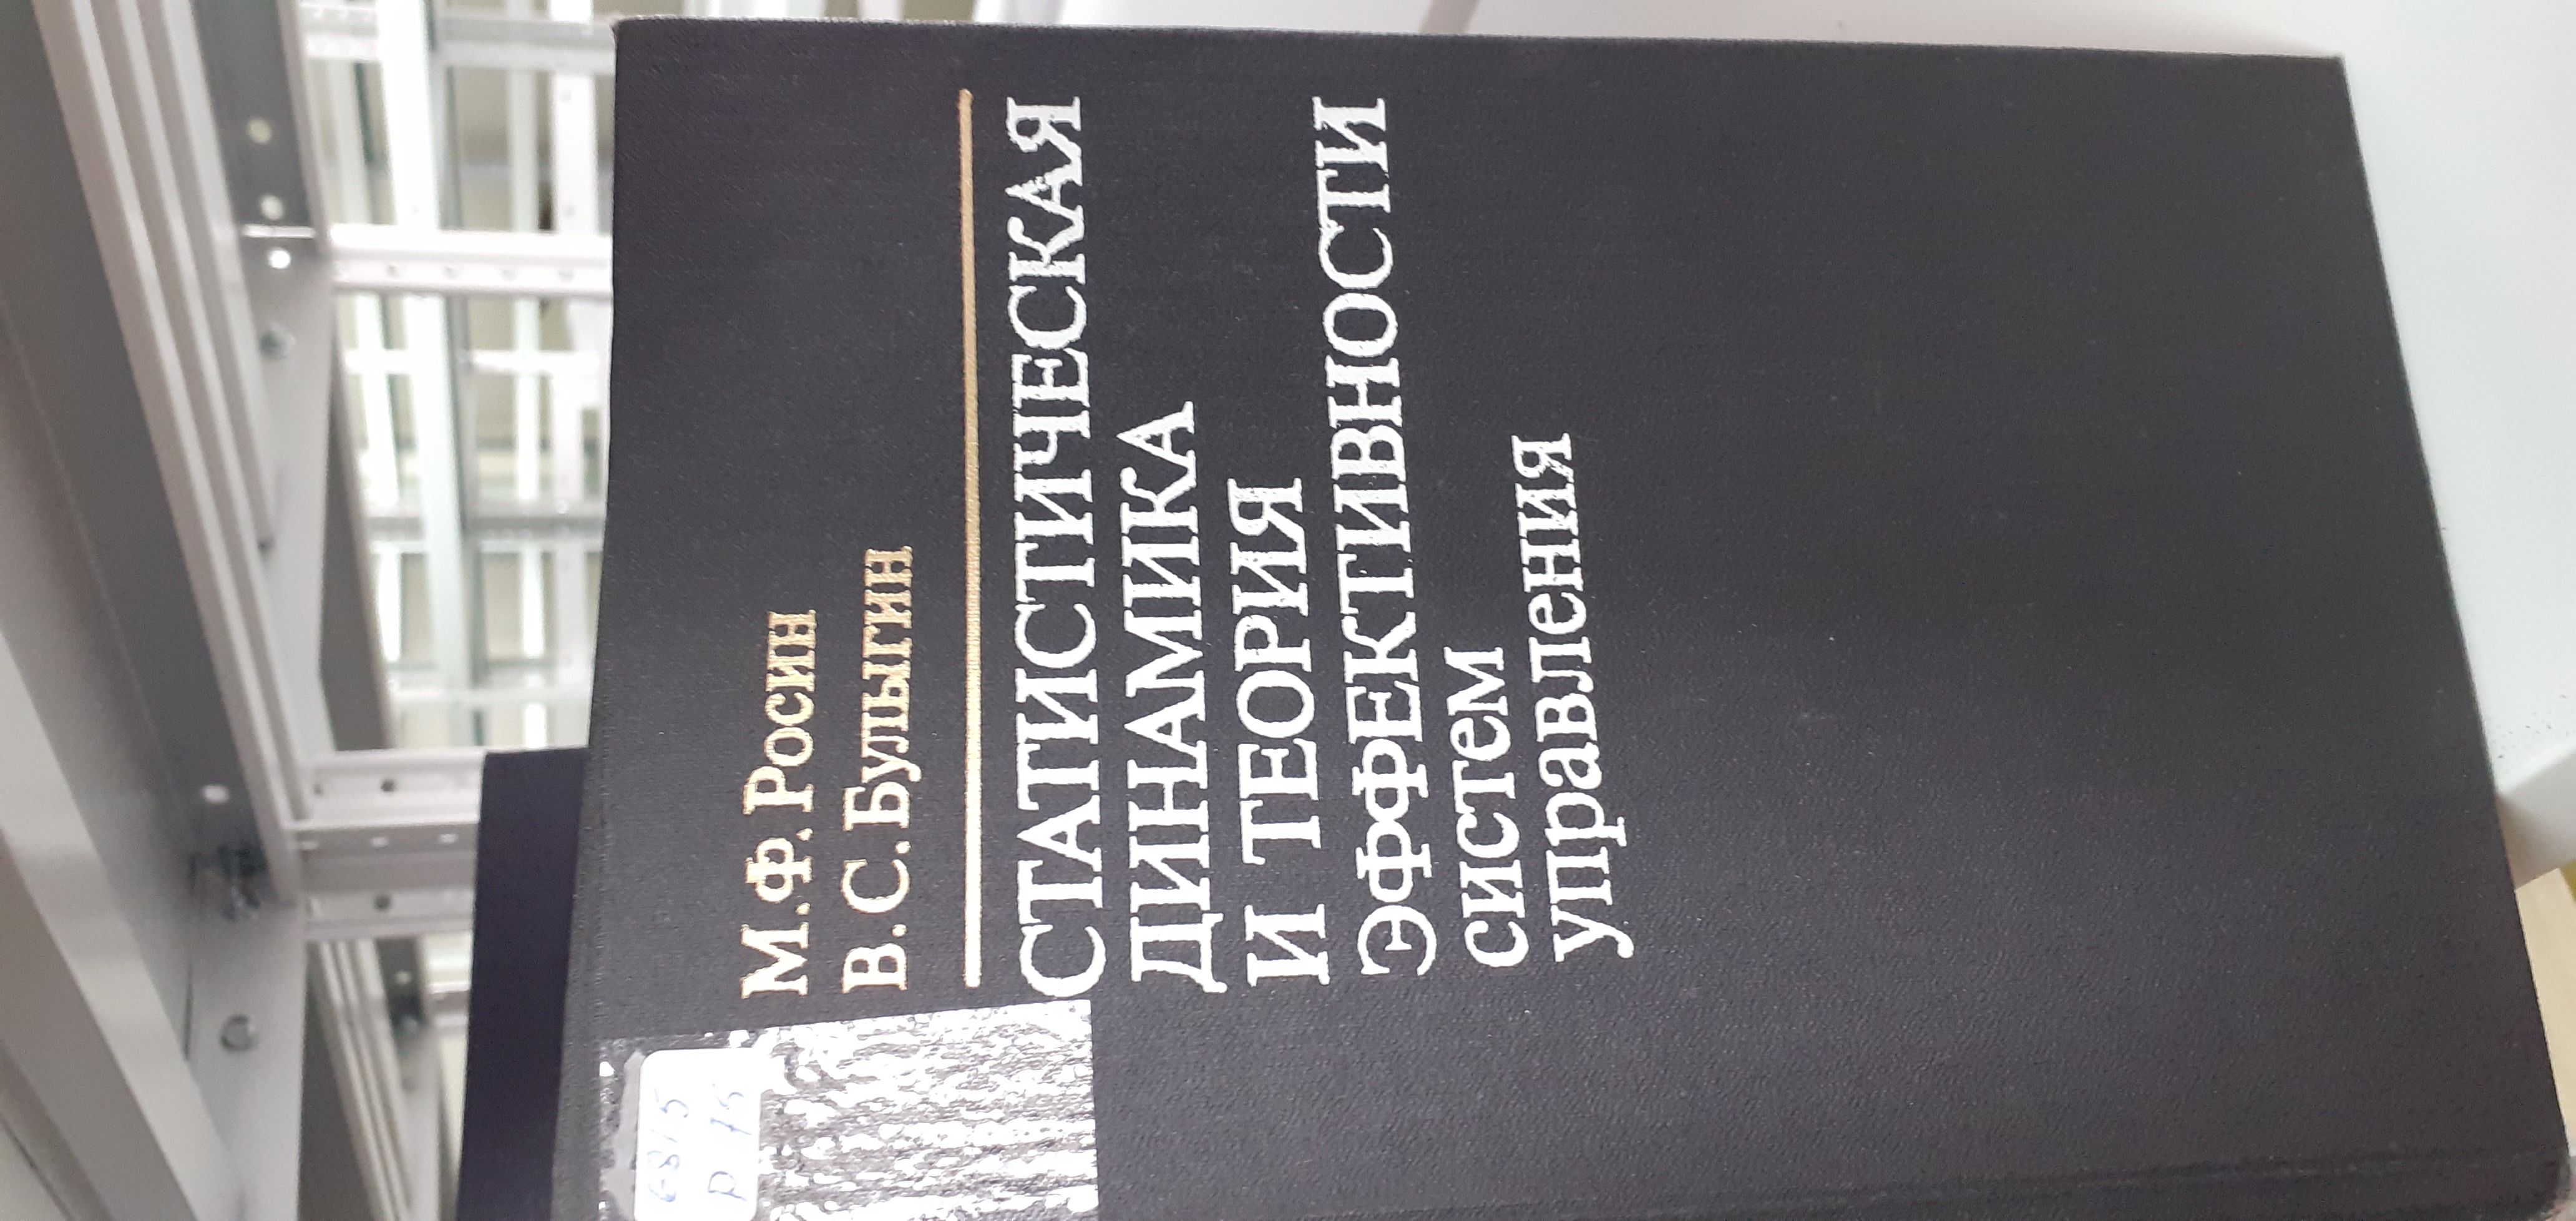 М.Ф. Росин
В. С. Булыгин
СТАТИСТИЧЕСКАЯ
ДИНАМИКА
И ТЕОРИЯ
ЭФФЕКТИВНОСТИ
систем
управления